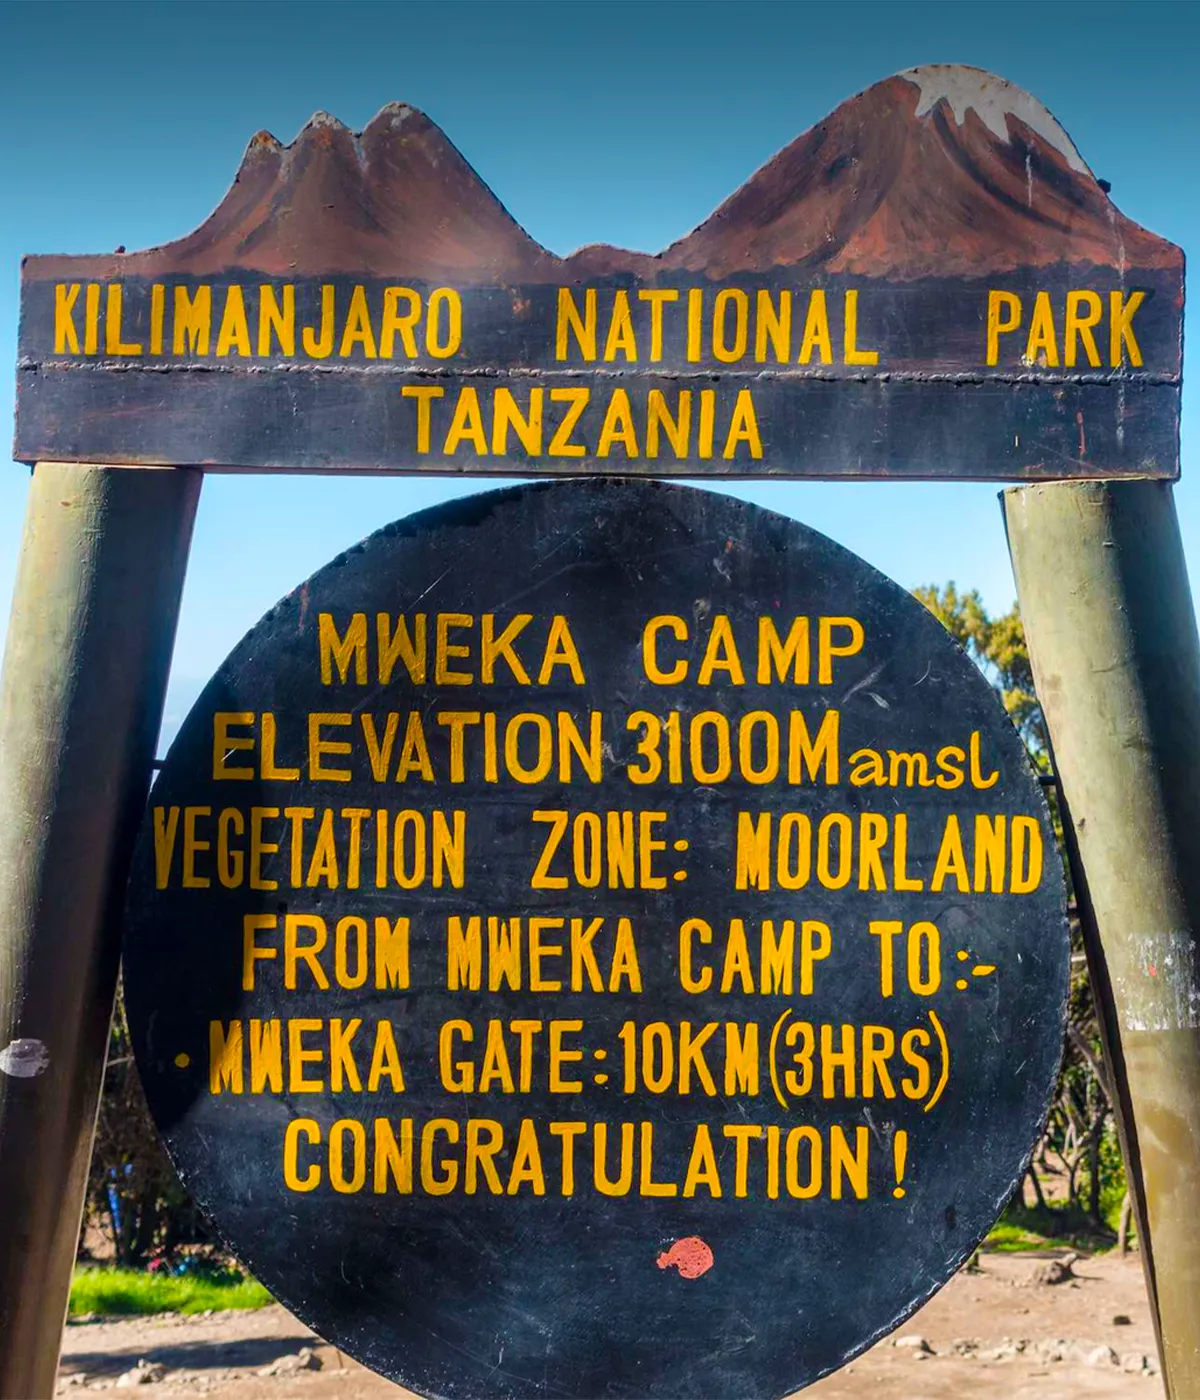 KILIMANJARO NATIONAL PARK
TANZANIA
MWEKA CAMP
ELEVATION 3100M amsl
VEGETATION ZONE: MOORLAND
FROM MWEKA CAMP TO:-
• MWEKA GATE:10KM(3HRS)
CONGRATULATION!